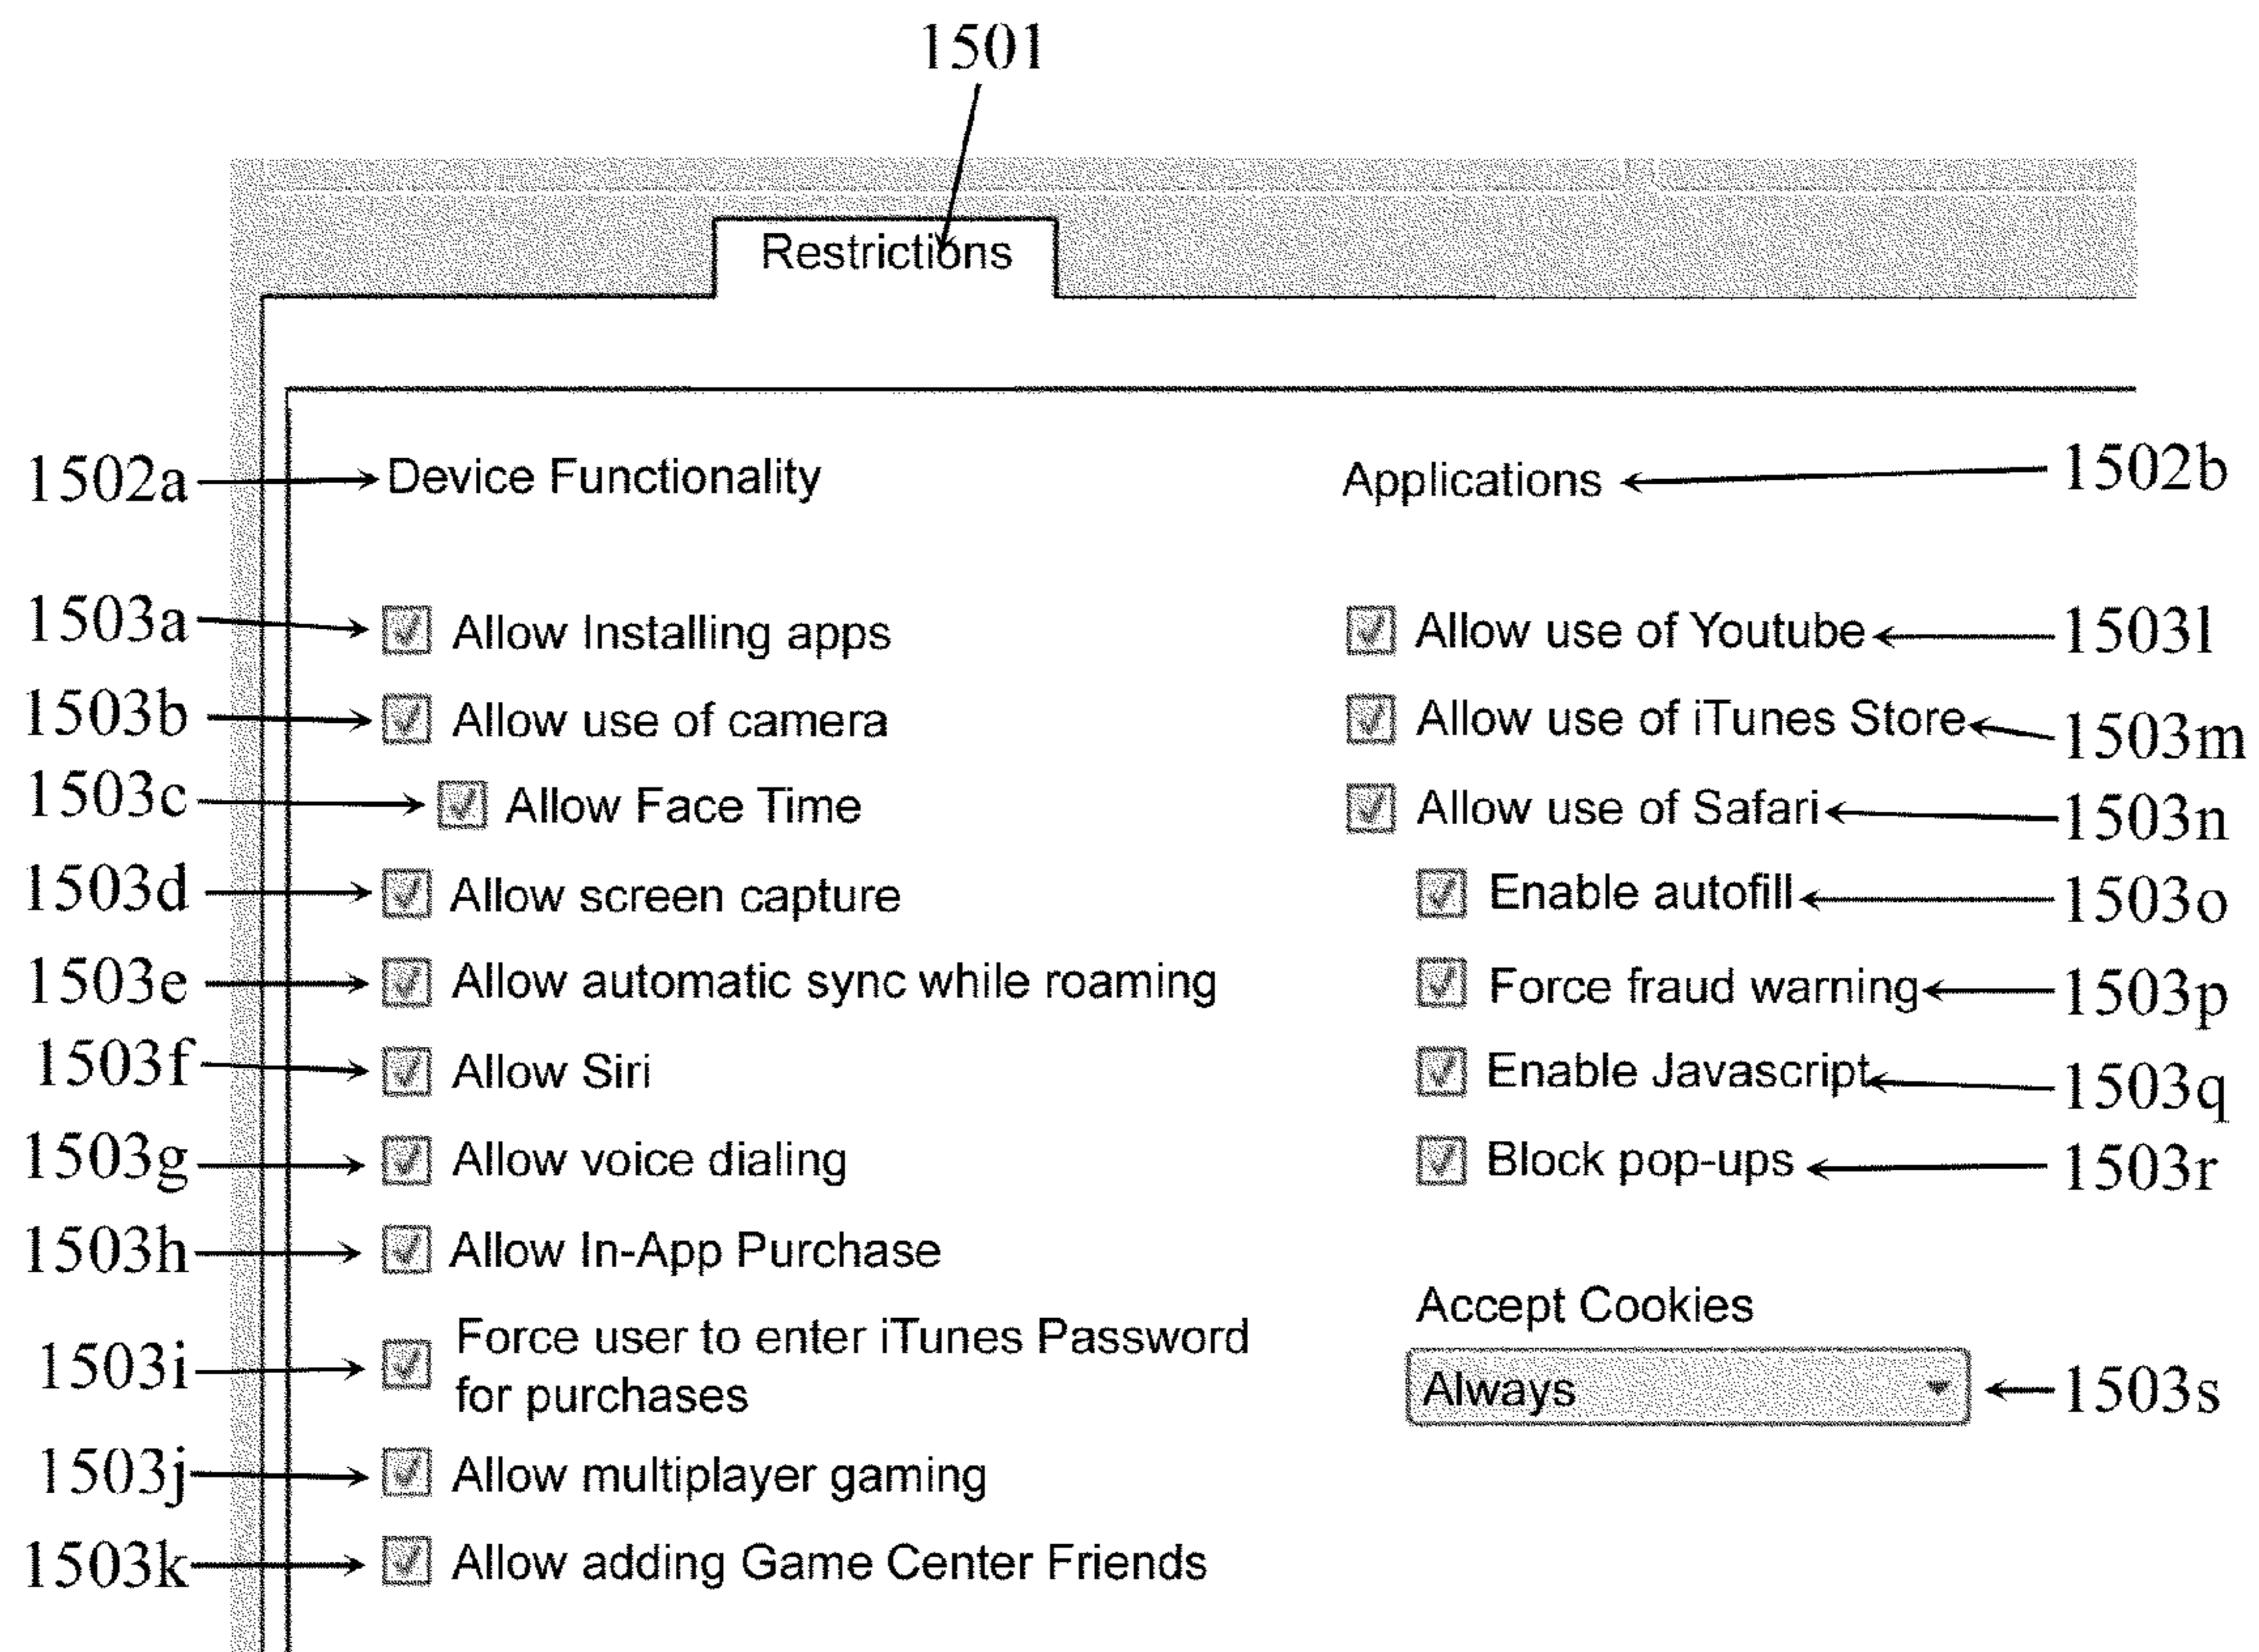 1501
Restrictions
1502a Device Functionality
1503a Allow Installing apps
1503b Allow use of camera
1503c Allow Face Time
1503d Allow screen capture
1503e Allow automatic sync while roaming
1503f Allow Siri
1503g Allow voice dialing
1503h Allow In-App Purchase
1503i Force user to enter iTunes Password
for purchases
1503j Allow multiplayer gaming
1503k Allow adding Game Center Friends
Applications 1502b
Allow use of Youtube 1503l
Allow use of iTunes Store 1503m
Allow use of Safari 1503n
Enable autofill 1503o
Force fraud warning 1503p
Enable Javascript 1503q
Block pop-ups 1503r
Accept Cookies
Always 1503s